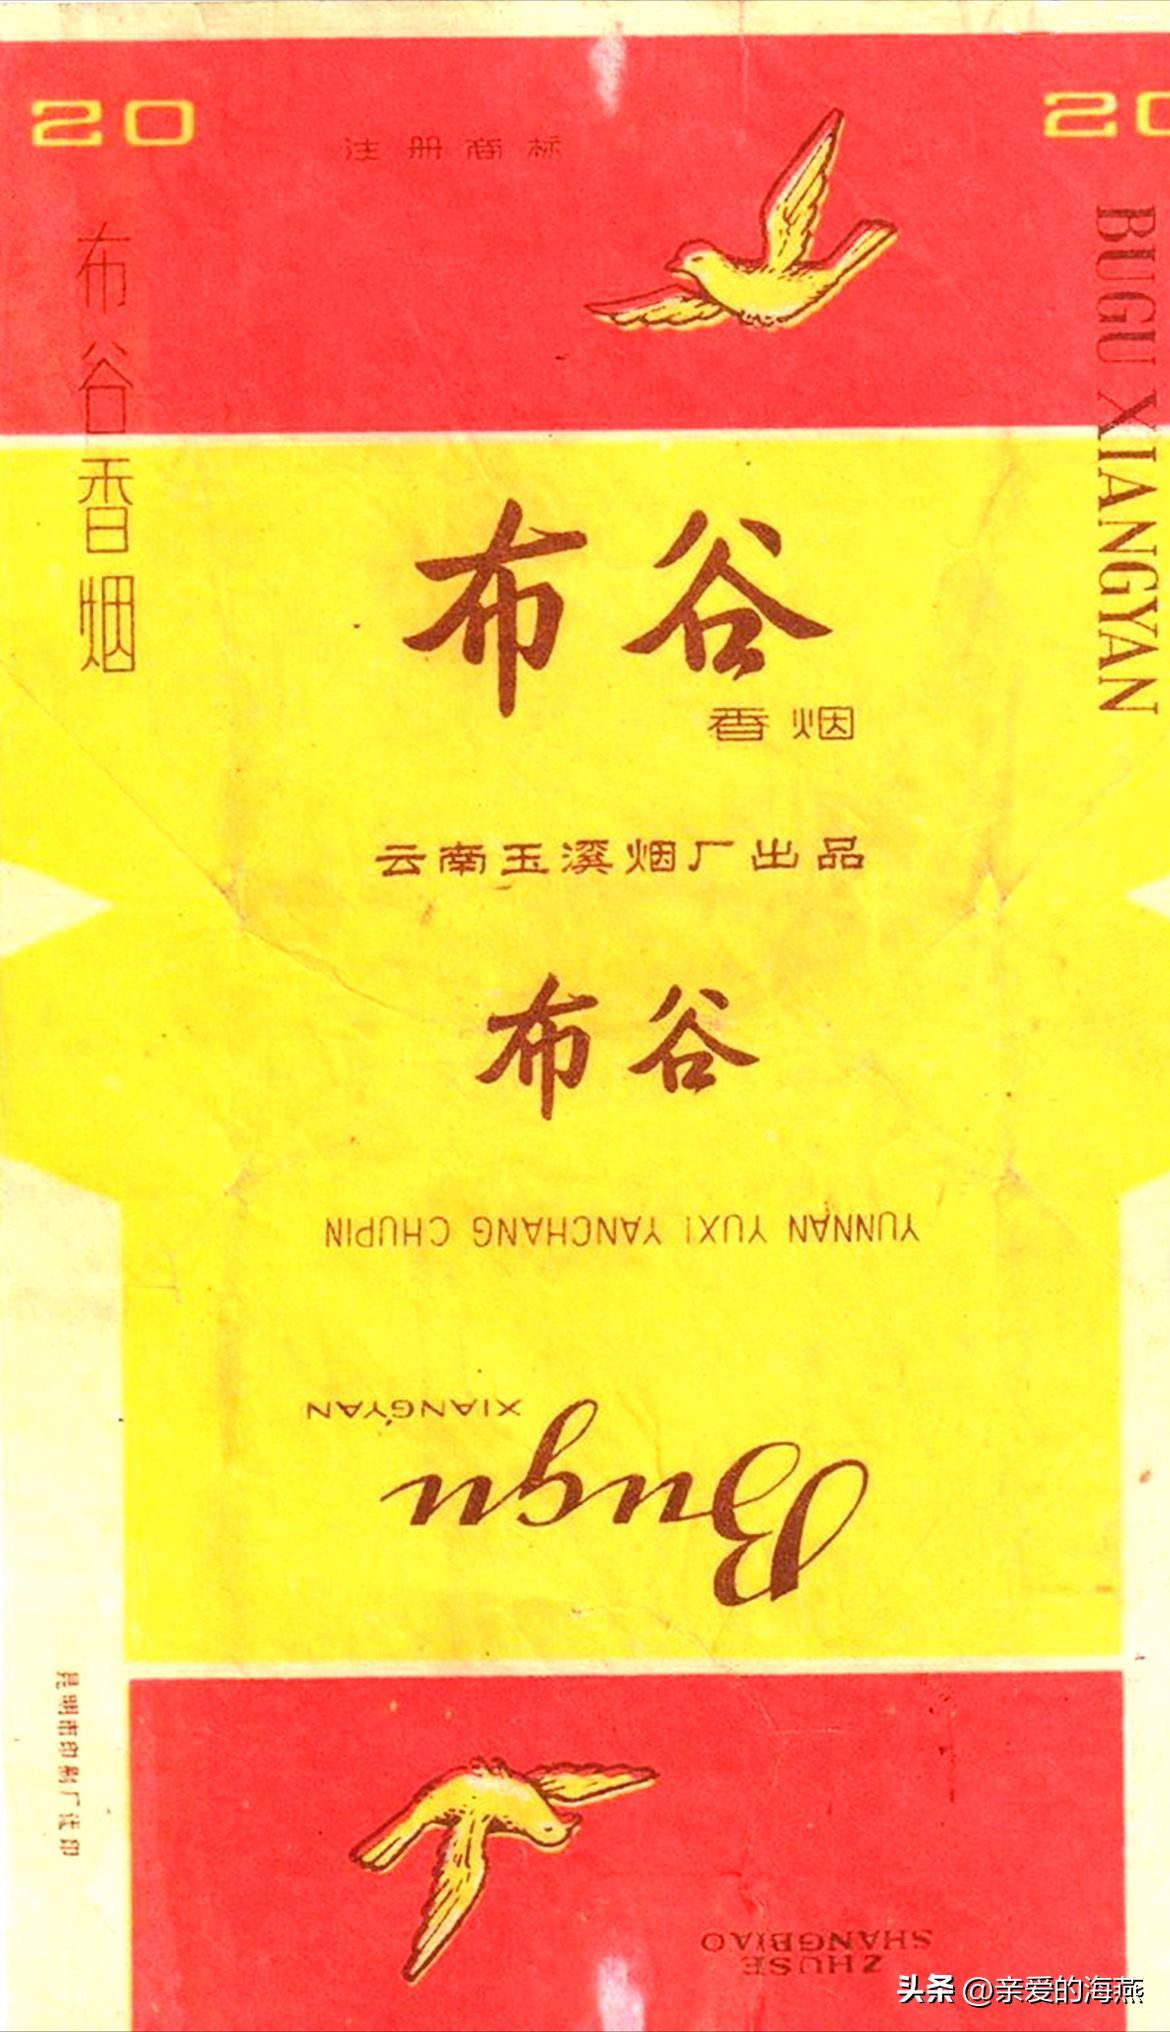 20
20
注册商标
布谷香烟
BUGU XIANGYAN
布谷
香烟
云南玉溪烟厂出品
布谷
YUNNAN YUXI YANCHANG CHUPIN
Bugu
XIANGYAN
昆明市印刷厂法印
ZHUSE
SHANGBIAO
头条 @亲爱的海燕